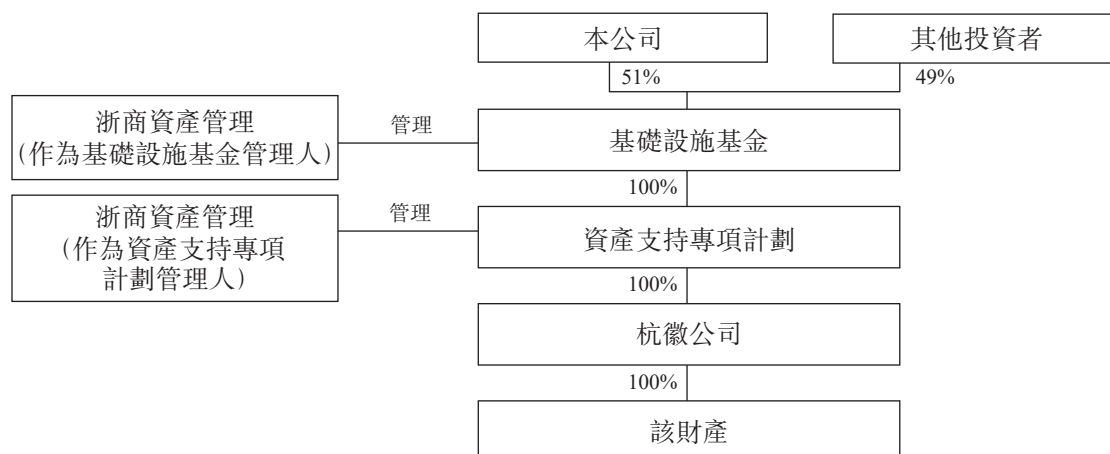 本公司
其他投資者
51%
49%
浙商資產管理
(作為基礎設施基金管理人)
管理
基礎設施基金
100%
浙商資產管理
(作為資產支持專項
計劃管理人)
管理
資產支持專項計劃
100%
杭徽公司
100%
該財產